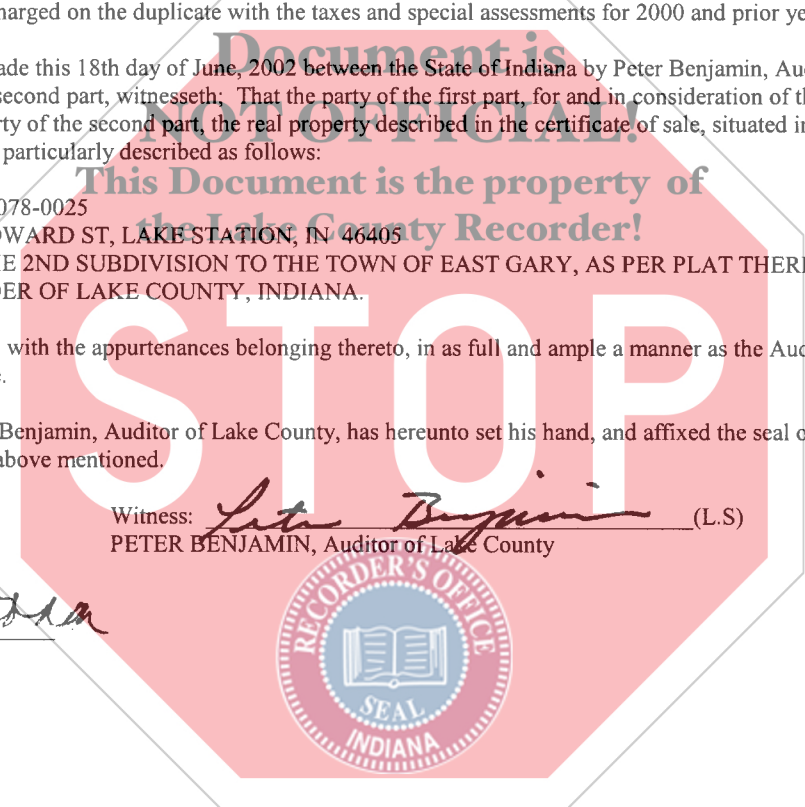 harged on the duplicate with the taxes and special assessments for 2000 and prior ye
Document is
ade this 18th day of June, 2002 between the State of Indiana by Peter Benjamin, Au
second part, witnesseth; That the party of the first part, for and in consideration of th
NOT OFFICIAL!
rty of the second part, the real property described in the certificate of sale, situated in
particularly described as follows:
This Document is the property of
078-0025
the Lake County Recorder!
WARD ST, LAKE STATION, IN 46405
E 2ND SUBDIVISION TO THE TOWN OF EAST GARY, AS PER PLAT THER
DER OF LAKE COUNTY, INDIANA.
STOP
with the appurtenances belonging thereto, in as full and ample a manner as the Aud
e.
Benjamin, Auditor of Lake County, has hereunto set his hand, and affixed the seal o
above mentioned.
Witness: Peter Benjamin (L.S)
PETER BENJAMIN, Auditor of Lake County
RECORDER'S OFFICE
SEAL
INDIANA